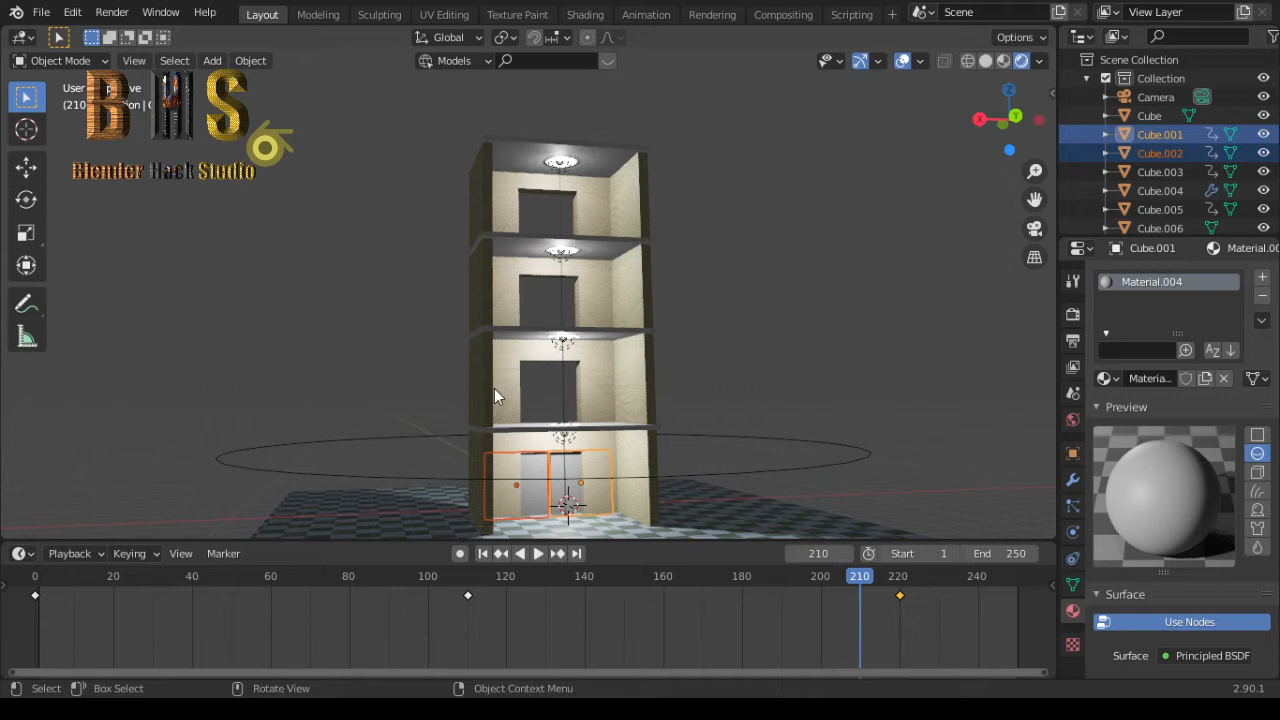 File Edit Render Window Help Layout Modeling Sculpting UV Editing Texture Paint Shading Animation Rendering Compositing Scripting + Scene View Layer
Global Options
Object Mode View Select Add Object Models
Scene Collection
Collection
Camera
Cube
Cube.001
Cube.002
Cube.003
Cube.004
Cube.005
Cube.006
BHS
Blender Hack Studio
X
Y
Z
Cube.001 Material.00
Material.004
Materia...
Preview
Surface
Use Nodes
Surface Principled BSDF
Playback Keying View Marker 210 Start 1 End 250
0 20 40 60 80 100 120 140 160 180 200 210 220 240
Select Box Select Rotate View Object Context Menu 2.90.1